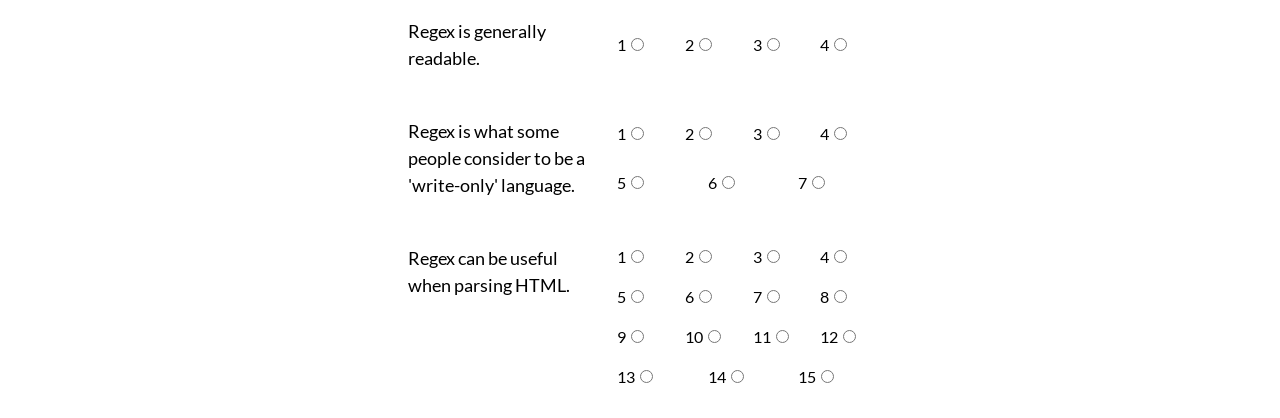 Regex is generally
readable.
1 2 3 4
Regex is what some
people consider to be a
'write-only' language.
1 2 3 4
5 6 7
Regex can be useful
when parsing HTML.
1 2 3 4
5 6 7 8
9 10 11 12
13 14 15